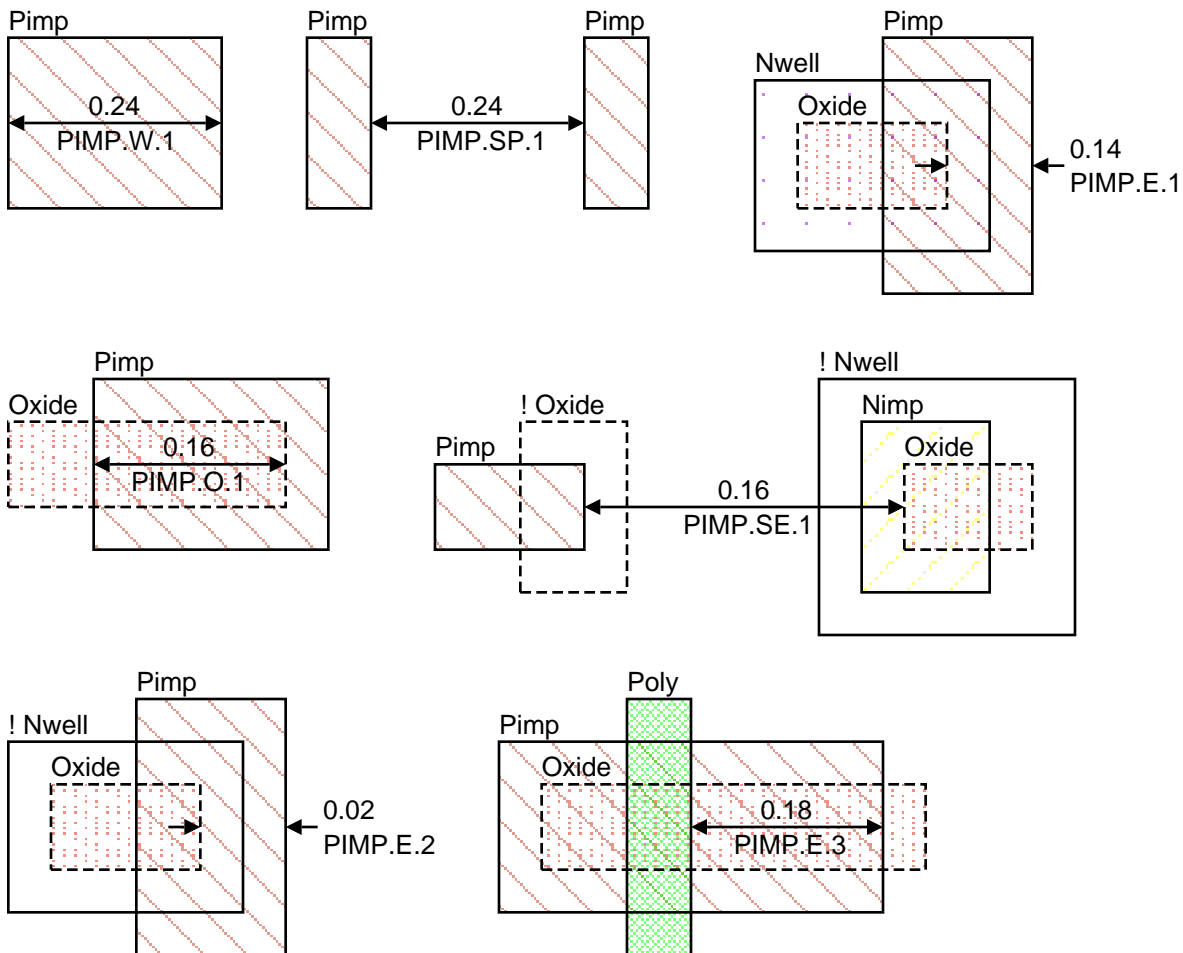 Pimp
0.24
PIMP.W.1
Pimp
Pimp
0.24
PIMP.SP.1
Pimp
Nwell
Oxide
0.14
PIMP.E.1
Pimp
Oxide
0.16
PIMP.O.1
! Oxide
Pimp
0.16
PIMP.SE.1
! Nwell
Nimp
Oxide
Pimp
! Nwell
Oxide
0.02
PIMP.E.2
Poly
Pimp
Oxide
0.18
PIMP.E.3